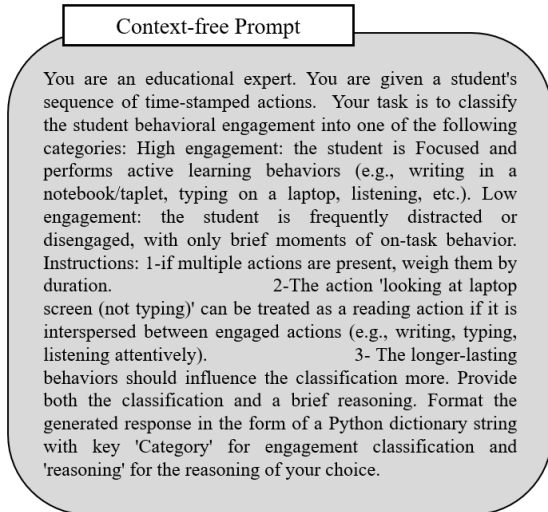 Context-free Prompt
You are an educational expert. You are given a student's
sequence of time-stamped actions. Your task is to classify
the student behavioral engagement into one of the following
categories: High engagement: the student is Focused and
performs active learning behaviors (e.g., writing in a
notebook/taplet, typing on a laptop, listening, etc.). Low
engagement: the student is frequently distracted or
disengaged, with only brief moments of on-task behavior.
Instructions: 1-if multiple actions are present, weigh them by
duration. 2-The action 'looking at laptop
screen (not typing)' can be treated as a reading action if it is
interspersed between engaged actions (e.g., writing, typing,
listening attentively). 3- The longer-lasting
behaviors should influence the classification more. Provide
both the classification and a brief reasoning. Format the
generated response in the form of a Python dictionary string
with key 'Category' for engagement classification and
'reasoning' for the reasoning of your choice.